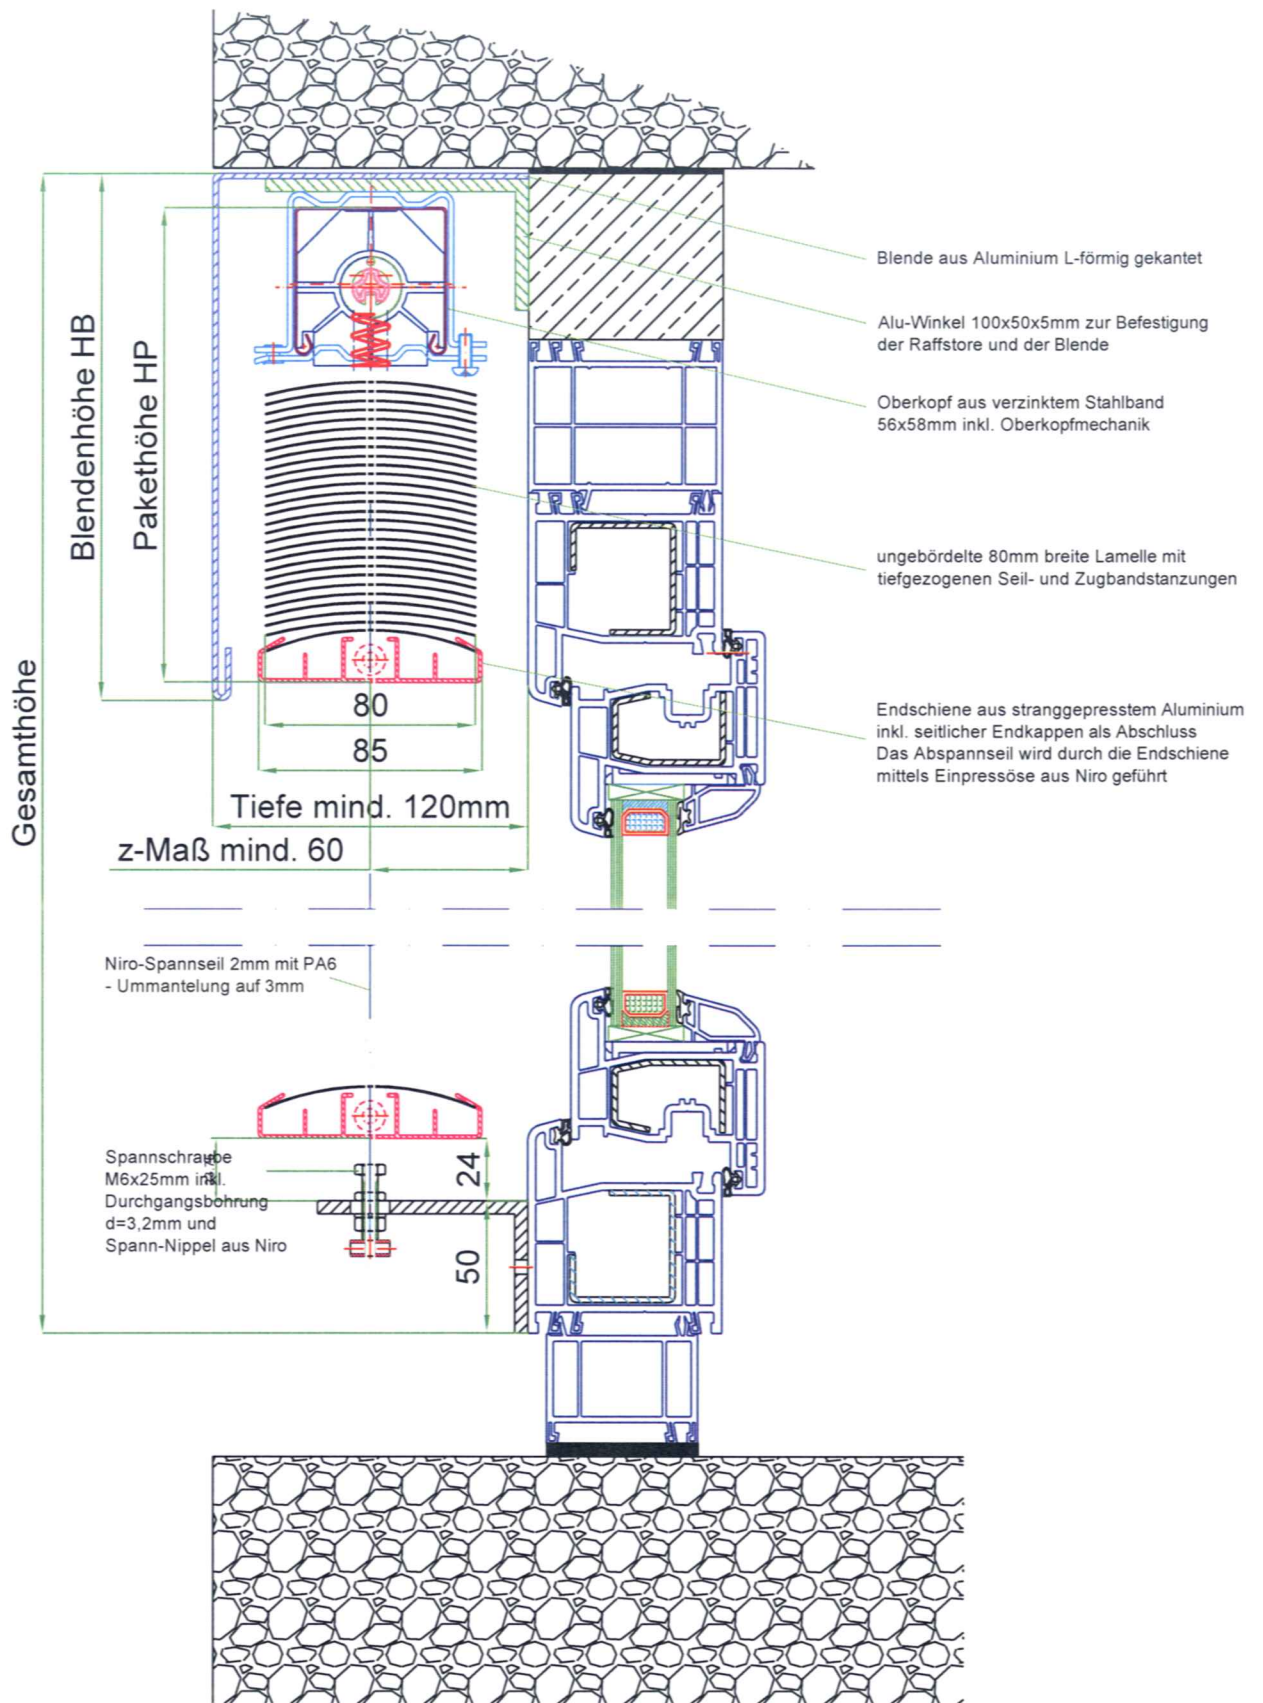 Blende aus Aluminium L-förmig gekantet
Alu-Winkel 100x50x5mm zur Befestigung
der Raffstore und der Blende
Oberkopf aus verzinktem Stahlband
56x58mm inkl. Oberkopfmechanik
ungebördelte 80mm breite Lamelle mit
tiefgezogenen Seil- und Zugbandstanzungen
Endschiene aus stranggepresstem Aluminium
inkl. seitlicher Endkappen als Abschluss
Das Abspannseil wird durch die Endschiene
mittels Einpressöse aus Niro geführt
Gesamthöhe
Blendenhöhe HB
Pakethöhe HP
80
85
Tiefe mind. 120mm
z-Maß mind. 60
Niro-Spannseil 2mm mit PA6
- Ummantelung auf 3mm
Spannschraube
M6x25mm inkl.
Durchgangsbohrung
d=3,2mm und
Spann-Nippel aus Niro
24
50